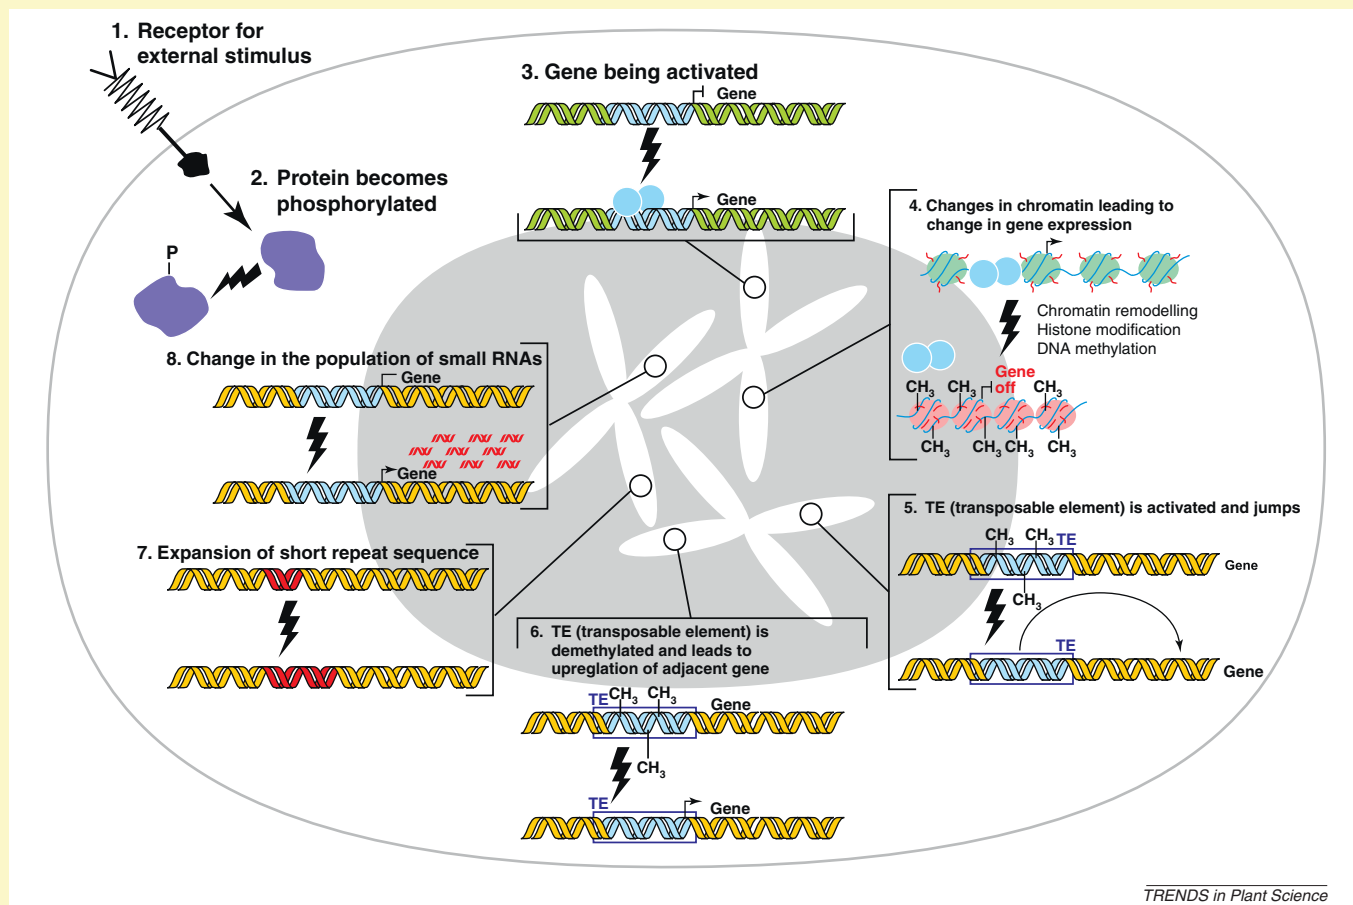 1. Receptor for
external stimulus
2. Protein becomes
phosphorylated
P
3. Gene being activated
Gene
Gene
4. Changes in chromatin leading to
change in gene expression
Chromatin remodelling
Histone modification
DNA methylation
Gene
off
CH3 CH3 CH3
CH3 CH3 CH3 CH3
5. TE (transposable element) is activated and jumps
CH3 CH3 TE
Gene
CH3
TE
Gene
6. TE (transposable element) is
demethylated and leads to
upreglation of adjacent gene
TE CH3 CH3 Gene
CH3
TE Gene
7. Expansion of short repeat sequence
8. Change in the population of small RNAs
Gene
Gene
TRENDS in Plant Science